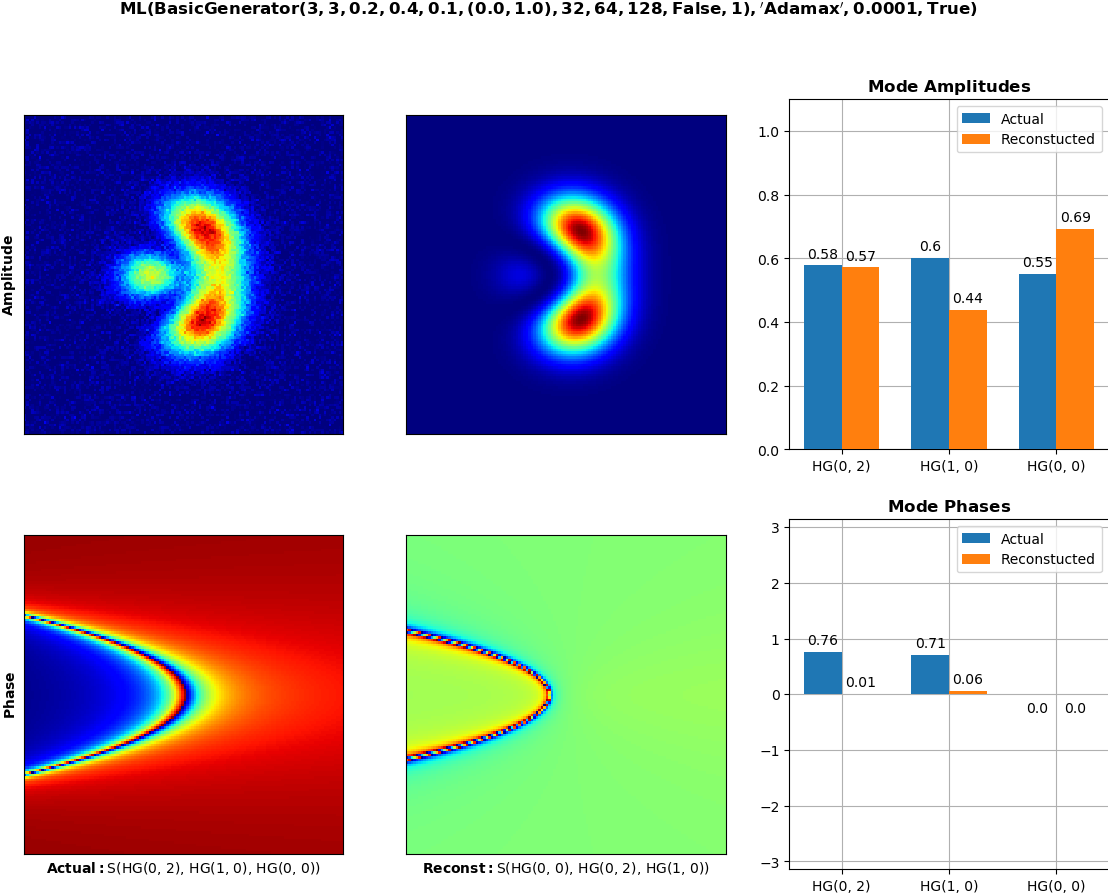 ML(BasicGenerator(3, 3, 0.2, 0.4, 0.1, (0.0, 1.0), 32, 64, 128, False, 1), ′Adamax′, 0.0001, True)
Amplitude
Mode Amplitudes
Actual
Reconstucted
1.0
0.8
0.6
0.4
0.2
0.0
0.58
0.57
0.6
0.44
0.55
0.69
HG(0, 2)
HG(1, 0)
HG(0, 0)
Phase
Actual: S(HG(0, 2), HG(1, 0), HG(0, 0))
Reconst: S(HG(0, 0), HG(0, 2), HG(1, 0))
Mode Phases
Actual
Reconstucted
3
2
1
0
−1
−2
−3
0.76
0.01
0.71
0.06
0.0
0.0
HG(0, 2)
HG(1, 0)
HG(0, 0)